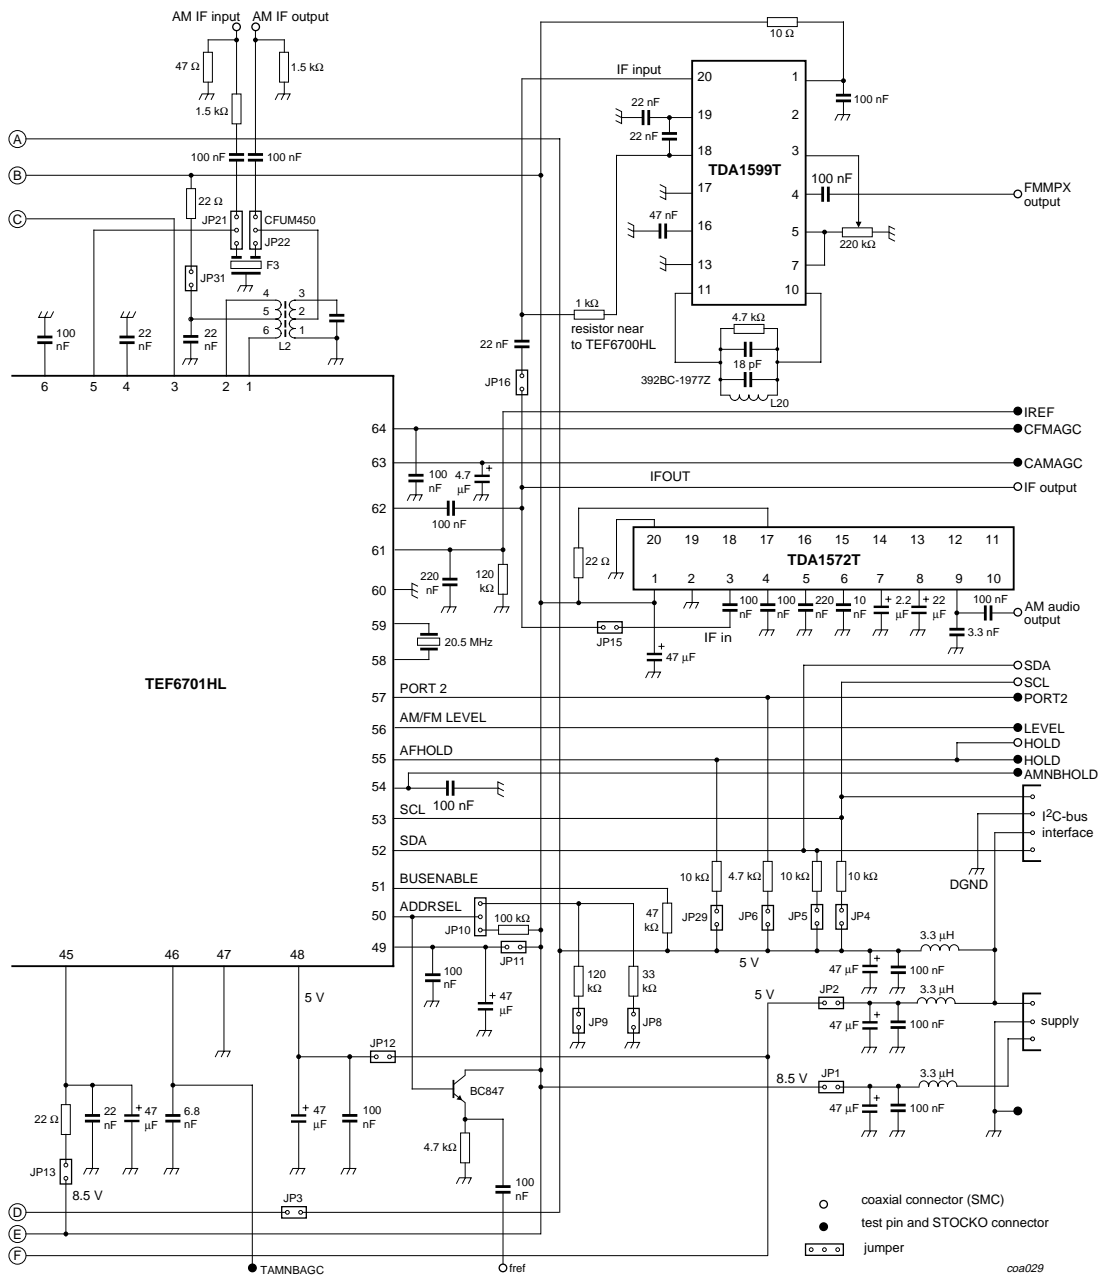 AM IF input AM IF output
47 Ω
1.5 kΩ
1.5 kΩ
100 nF 100 nF
A
B
C
22 Ω
JP21
CFUM450
JP22
JP31
F3
4
5
6
3
2
1
L2
100 nF
22 nF
22 nF
6 5 4 3 2 1
10 Ω
IF input
20
19
18
17
16
13
11
1
2
3
4
5
7
10
TDA1599T
100 nF
22 nF
22 nF
47 nF
100 nF
FMMPX output
220 kΩ
1 kΩ
resistor near to TEF6700HL
4.7 kΩ
18 pF
392BC-1977Z
L20
22 nF
JP16
IREF
CFMAGC
CAMAGC
IFOUT
IF output
64
63
62
61
60
59
58
57
56
55
54
53
52
51
50
49
100 nF
4.7 μF
+
100 nF
220 nF
120 kΩ
20.5 MHz
TEF6701HL
22 Ω
20 19 18 17 16 15 14 13 12 11
TDA1572T
1 2 3 4 5 6 7 8 9 10
100 nF
100 nF
220 nF
10 nF
+ 2.2 μF
+ 22 μF
100 nF
3.3 nF
AM audio output
IF in
JP15
+
47 μF
SDA
SCL
PORT2
LEVEL
HOLD
HOLD
AMNBHOLD
PORT 2
AM/FM LEVEL
AFHOLD
100 nF
SCL
SDA
BUSENABLE
ADDRSEL
I2C-bus interface
DGND
10 kΩ
4.7 kΩ
10 kΩ
10 kΩ
JP29
JP6
JP5
JP4
47 kΩ
JP10
100 kΩ
JP11
100 nF
+ 47 μF
120 kΩ
33 kΩ
JP9
JP8
5 V
3.3 μH
47 μF
+
100 nF
5 V
JP2
3.3 μH
47 μF
+
100 nF
supply
8.5 V
JP1
3.3 μH
47 μF
+
100 nF
45 46 47 48
5 V
JP12
BC847
4.7 kΩ
100 nF
22 Ω
22 nF
+ 47 μF
6.8 nF
+ 47 μF
100 nF
JP13
8.5 V
JP3
D
E
F
TAMNBAGC
fref
coaxial connector (SMC)
test pin and STOCKO connector
jumper
coa029